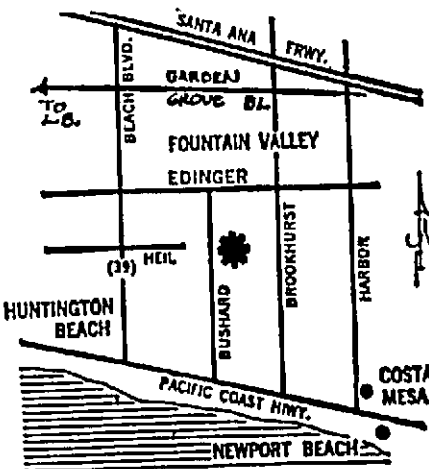 SANTA ANA FRWY.
BEACH BLVD.
GARDEN
GROVE BL.
TO
L.B.
FOUNTAIN VALLEY
EDINGER
(39) HEIL
BUSHARD
BROOKHURST
HARBOR
HUNTINGTON
BEACH
PACIFIC COAST HWY.
COSTA
MESA
NEWPORT BEACH